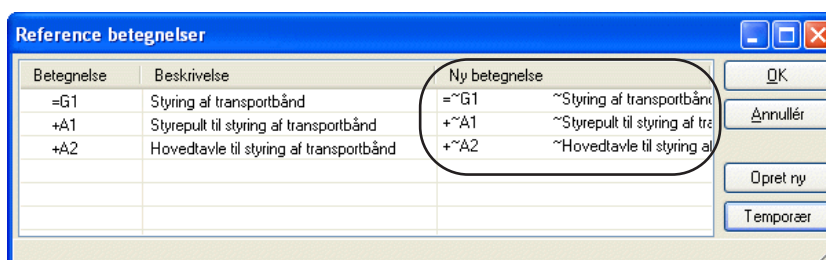 Reference betegnelser
Betegnelse Beskrivelse Ny betegnelse OK
=G1 Styring af transportbånd =~G1 ~Styring af transportbånd
+A1 Styrepult til styring af transportbånd +~A1 ~Styrepult til styring af tra Annullér
+A2 Hovedtavle til styring af transportbånd +~A2 ~Hovedtavle til styring af
Opret ny
Temporær